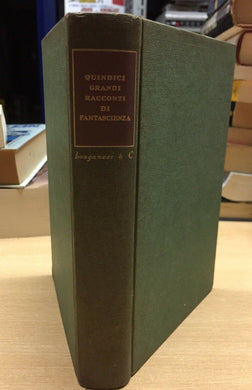 QUINDICI
GRANDI
RACCONTI
DI
FANTASCIENZA
Longanesi & C